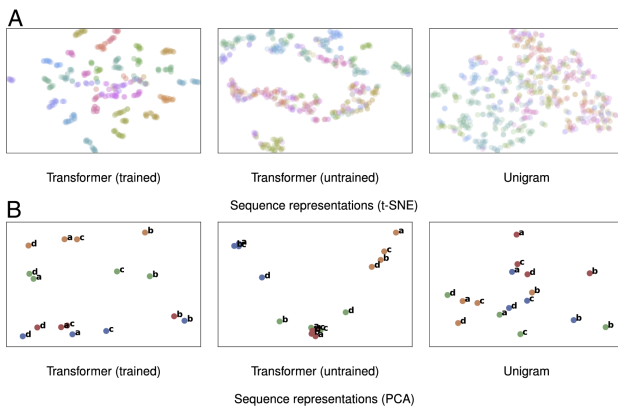 A
Transformer (trained) Transformer (untrained) Unigram
Sequence representations (t-SNE)
B
d a c b
d a c b
d a c a c b b
d
b c a
d
a
c
b
d
b d
a
a
c
a d b
d a c b c
d a d b b
c
Transformer (trained) Transformer (untrained) Unigram
Sequence representations (PCA)